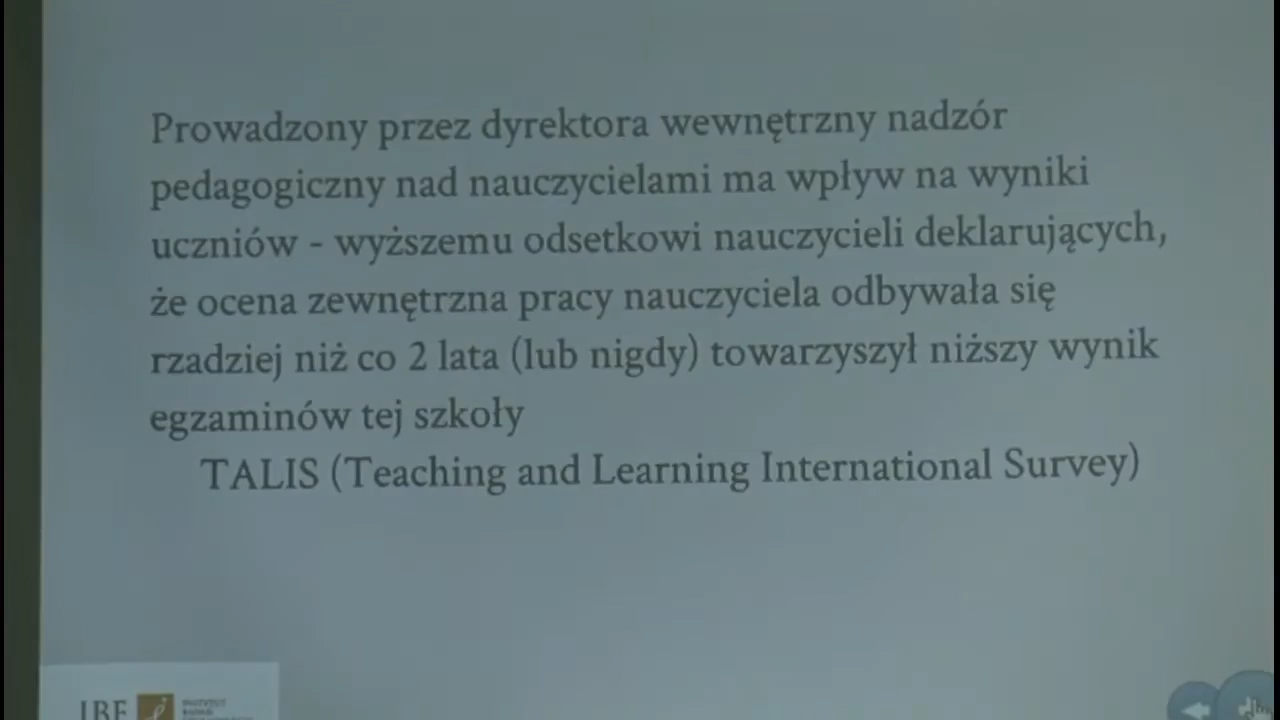 Prowadzony przez dyrektora wewnętrzny nadzór
pedagogiczny nad nauczycielami ma wpływ na wyniki
uczniów - wyższemu odsetkowi nauczycieli deklarujących,
że ocena zewnętrzna pracy nauczyciela odbywała się
rzadziej niż co 2 lata (lub nigdy) towarzyszył niższy wynik
egzaminów tej szkoły
TALIS (Teaching and Learning International Survey)
IBE